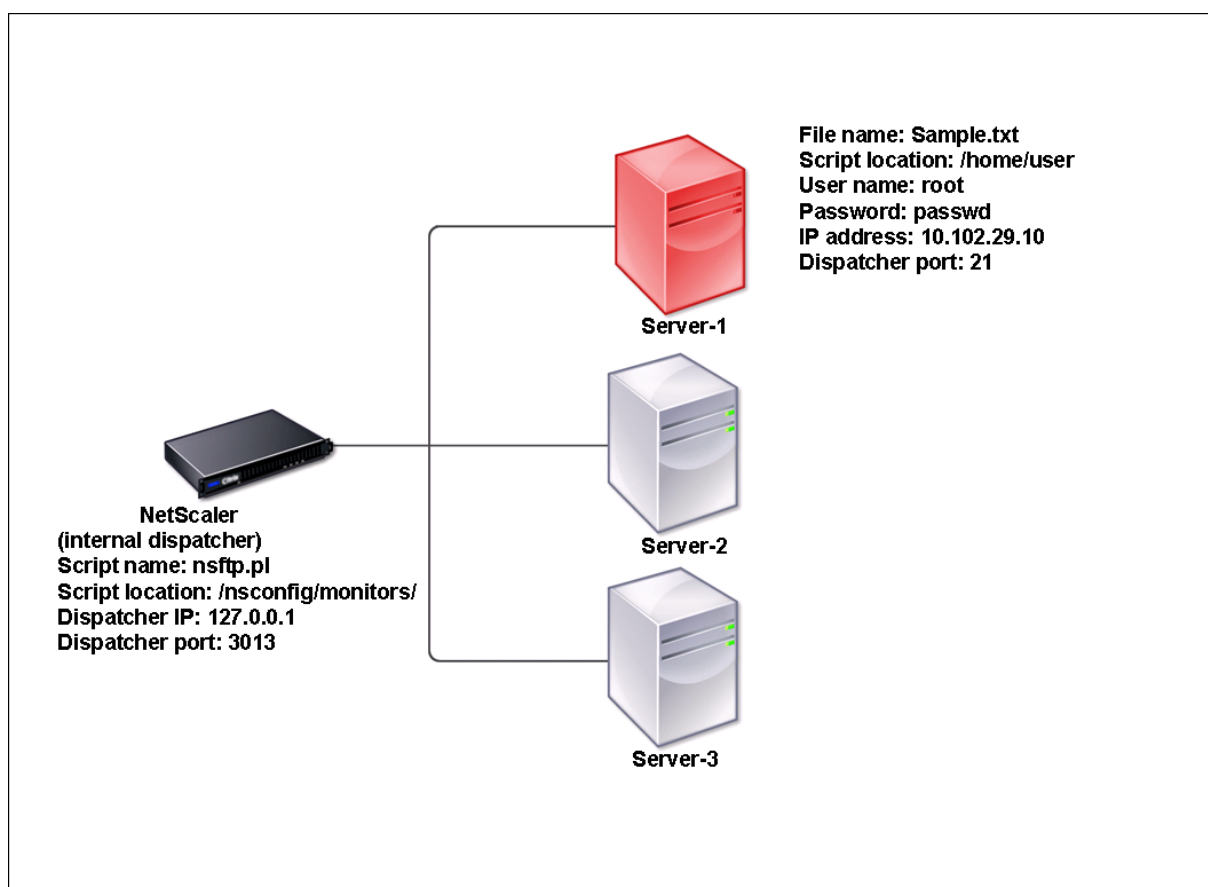 File name: Sample.txt
Script location: /home/user
User name: root
Password: passwd
IP address: 10.102.29.10
Dispatcher port: 21
Server-1
Server-2
Citrix
NetScaler
(internal dispatcher)
Script name: nsftp.pl
Script location: /nsconfig/monitors/
Dispatcher IP: 127.0.0.1
Dispatcher port: 3013
Server-3